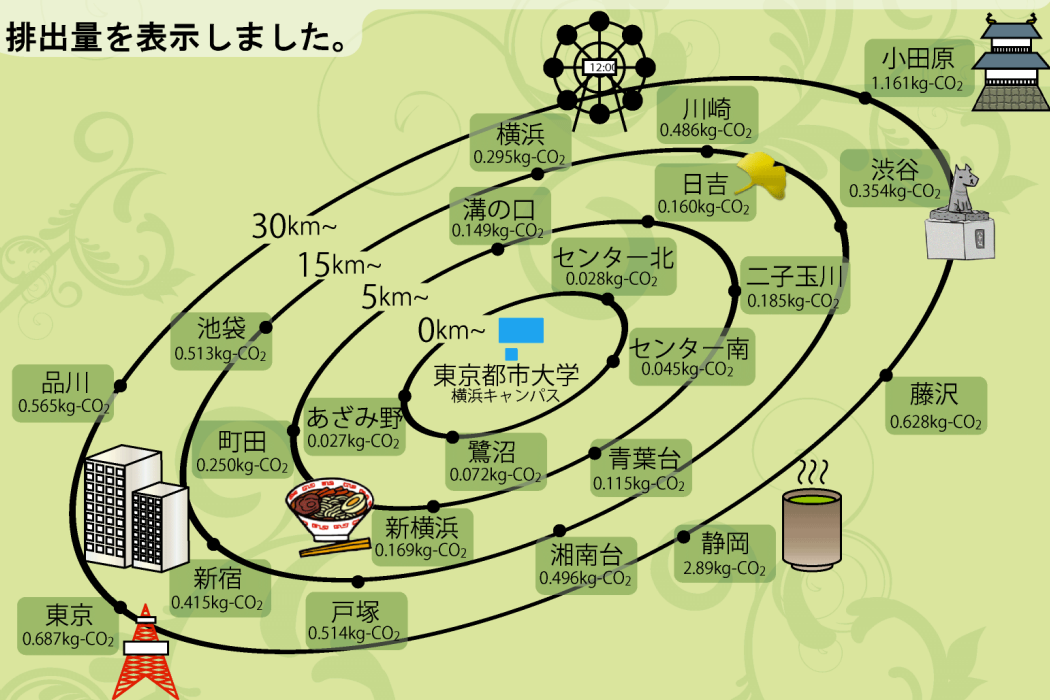 排出量を表示しました。
12:00
小田原
1.161kg-CO₂
川崎
0.486kg-CO₂
横浜
0.295kg-CO₂
渋谷
0.354kg-CO₂
日吉
0.160kg-CO₂
溝の口
0.149kg-CO₂
30km~
15km~
5km~
0km~
センター北
0.028kg-CO₂
二子玉川
0.185kg-CO₂
池袋
0.513kg-CO₂
センター南
0.045kg-CO₂
東京都市大学
横浜キャンパス
品川
0.565kg-CO₂
藤沢
0.628kg-CO₂
あざみ野
0.027kg-CO₂
町田
0.250kg-CO₂
鷺沼
0.072kg-CO₂
青葉台
0.115kg-CO₂
新横浜
0.169kg-CO₂
湘南台
0.496kg-CO₂
静岡
2.89kg-CO₂
新宿
0.415kg-CO₂
戸塚
0.514kg-CO₂
東京
0.687kg-CO₂